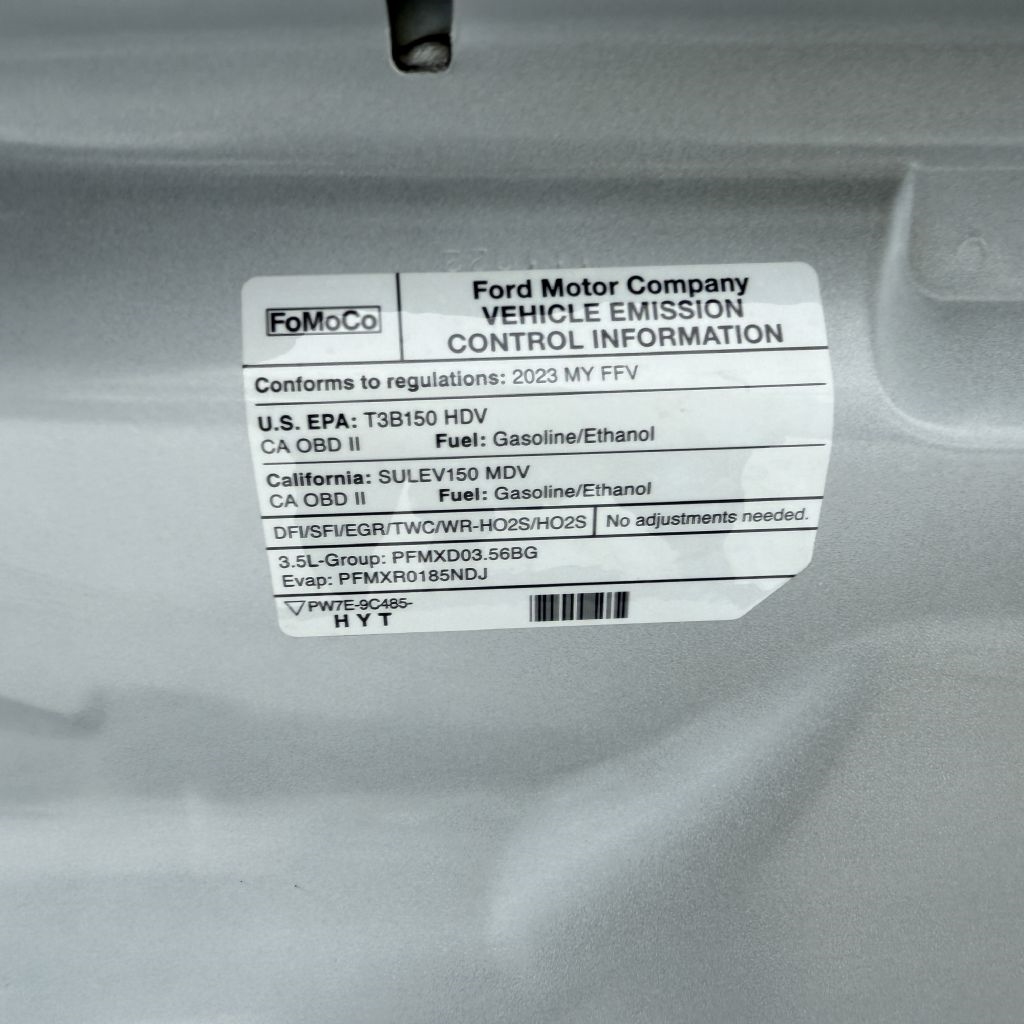 FoMoCo
Ford Motor Company
VEHICLE EMISSION
CONTROL INFORMATION
Conforms to regulations: 2023 MY FFV
U.S. EPA: T3B150 HDV
CA OBD II Fuel: Gasoline/Ethanol
California: SULEV150 MDV
CA OBD II Fuel: Gasoline/Ethanol
DFI/SFI/EGR/TWC/WR-HO2S/HO2S No adjustments needed.
3.5L-Group: PFMXD03.56BG
Evap: PFMXR0185NDJ
PW7E-9C485-
H Y T